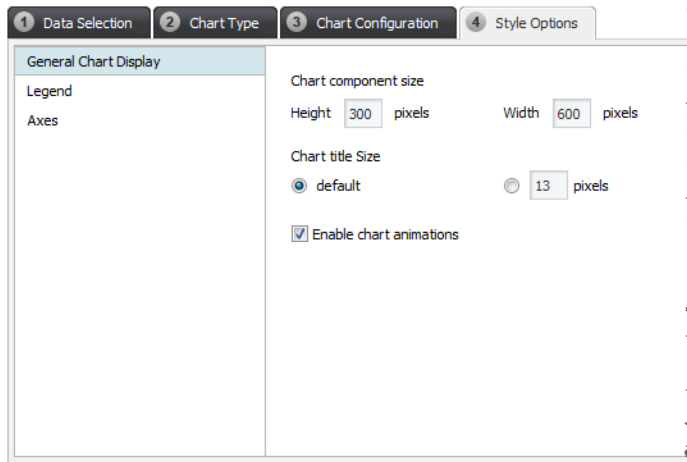 1 Data Selection 2 Chart Type 3 Chart Configuration 4 Style Options
General Chart Display
Legend
Axes
Chart component size
Height 300 pixels Width 600 pixels
Chart title Size
default 13 pixels
Enable chart animations